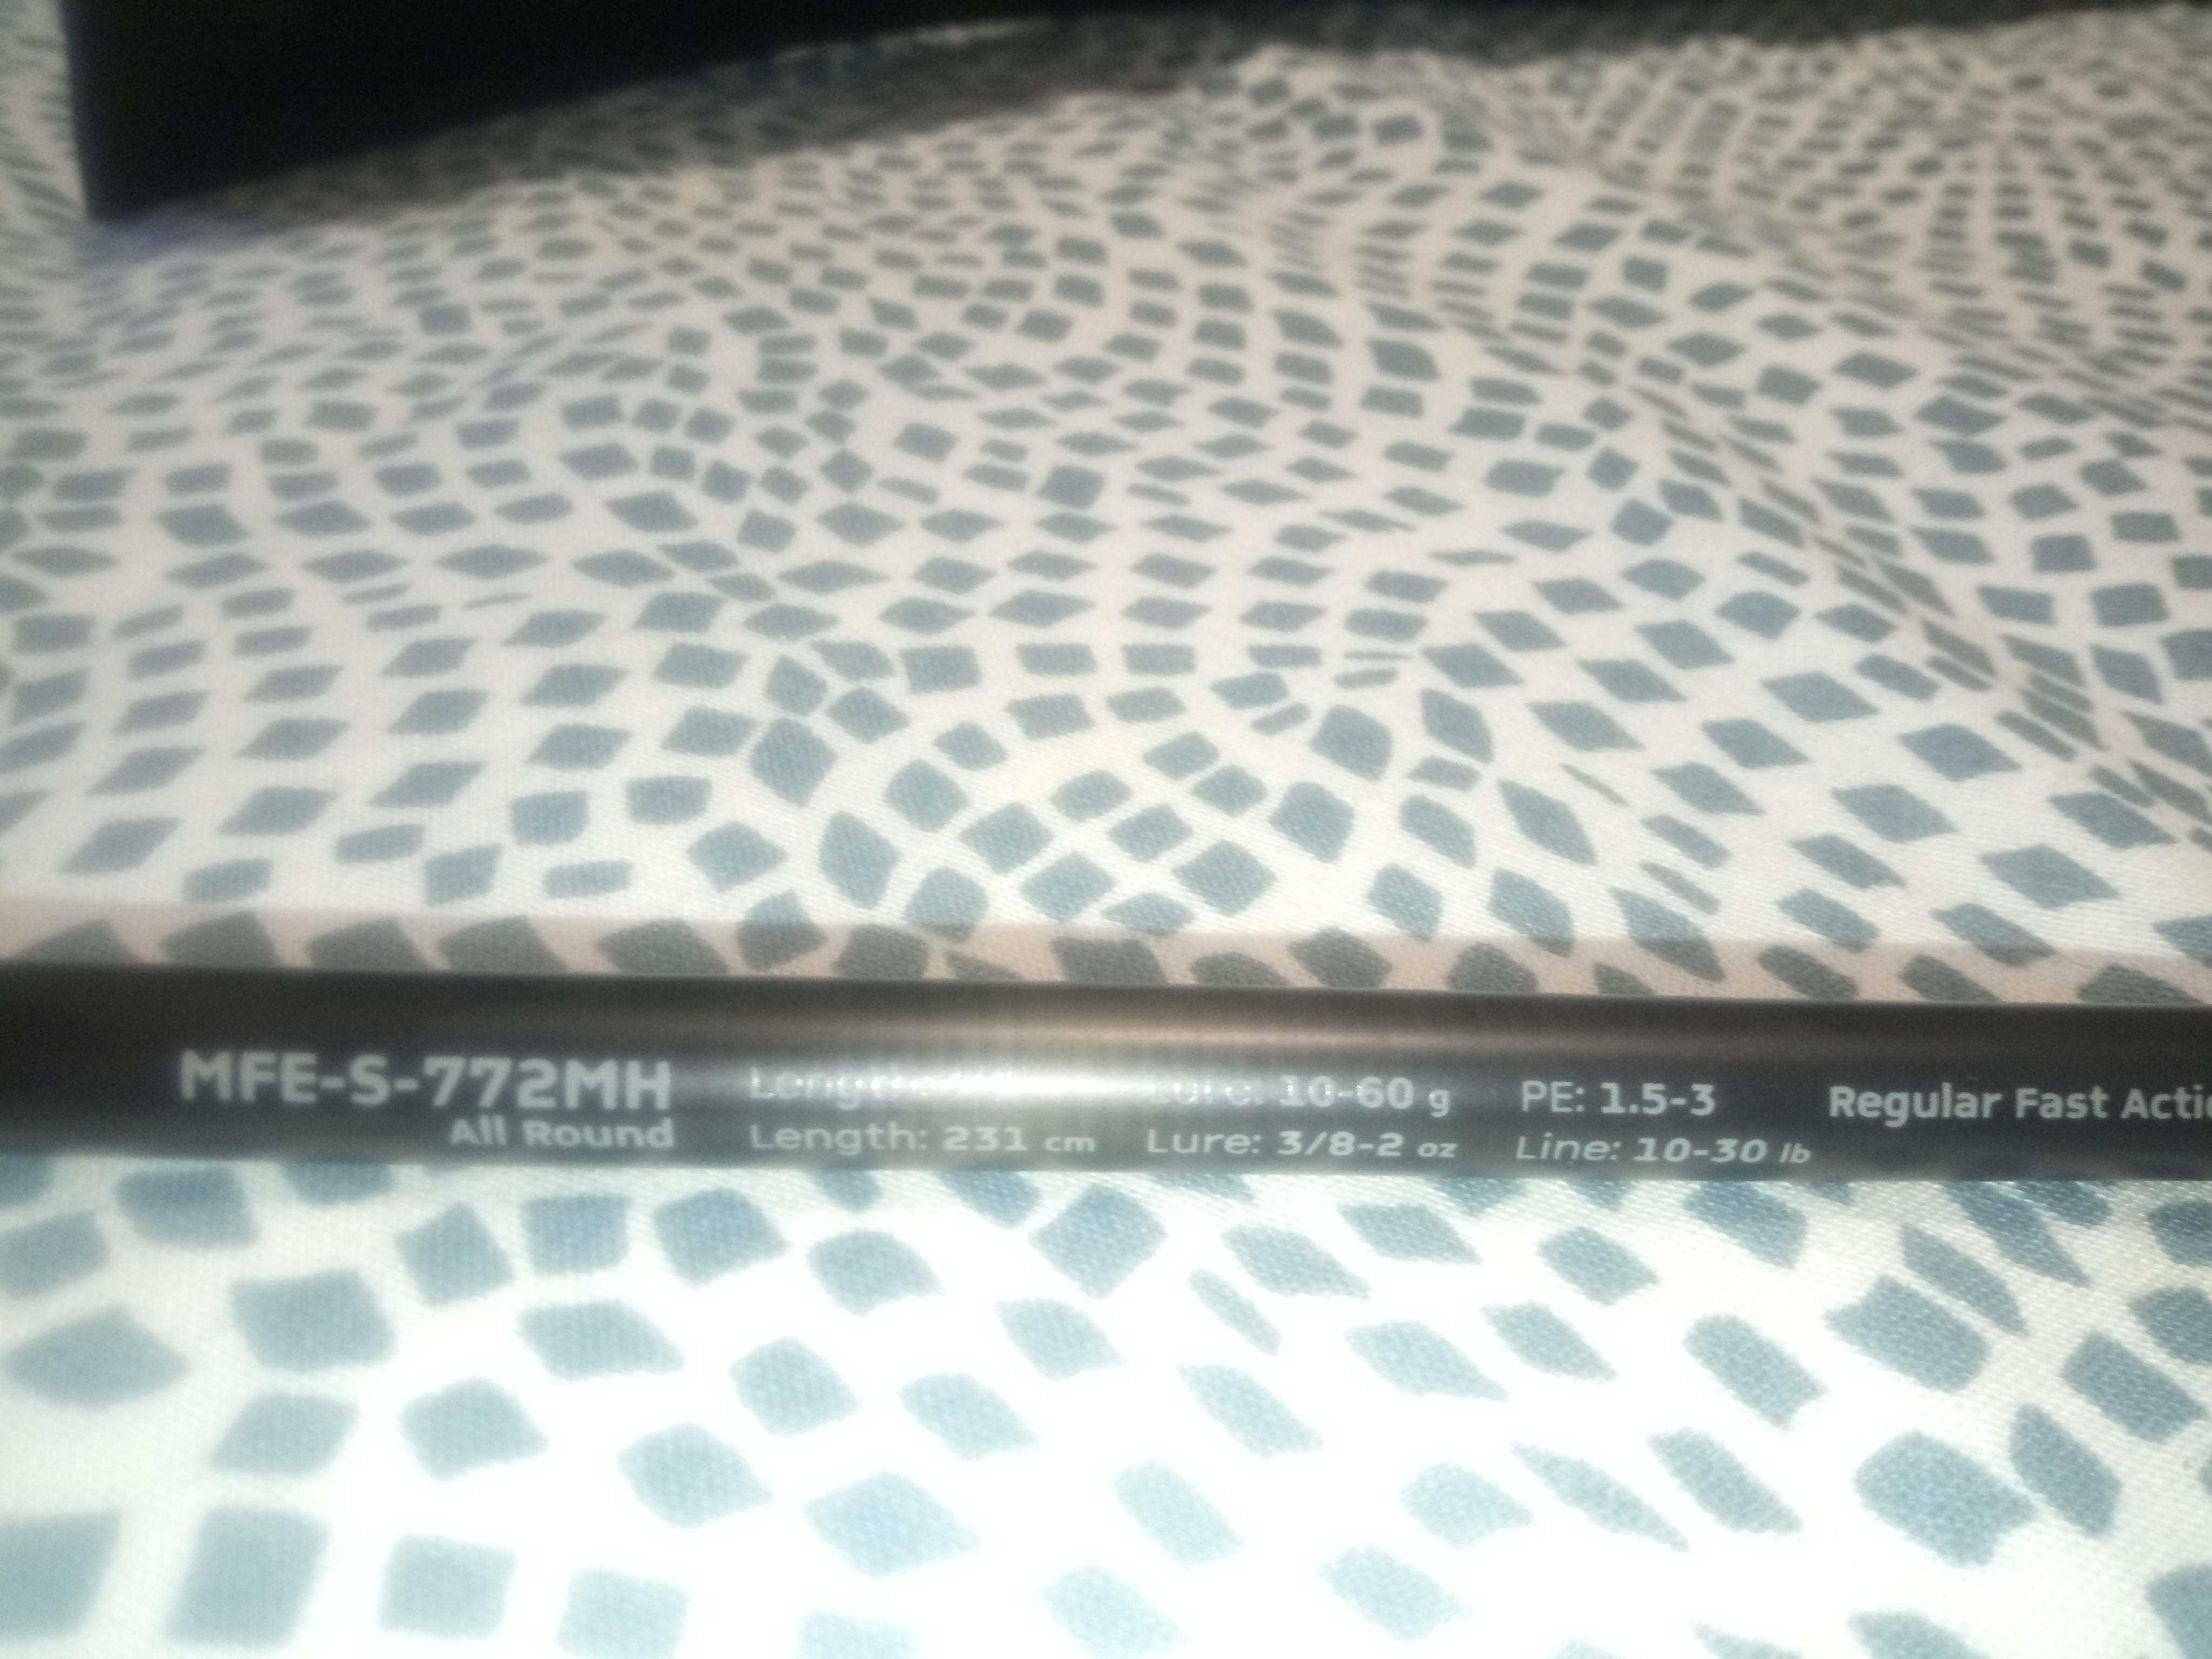 MFE-S-772MH Length: Lure: 10-60 g PE: 1.5-3 Regular Fast
All Round Length: 231 cm Lure: 3/8-2 oz Line: 10-30 lb